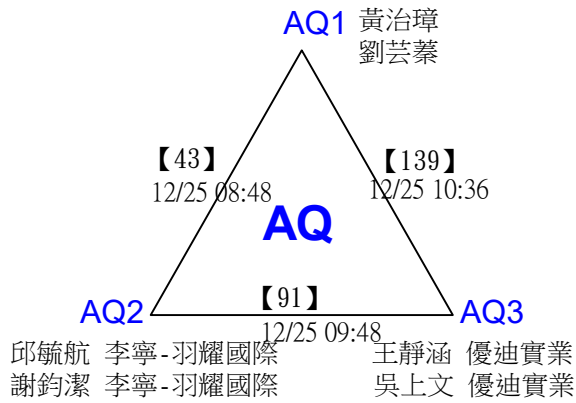 AQ1 黃治璋
劉芸蓁
【43】
12/25 08:48
【139】
12/25 10:36
AQ
AQ2
【91】
12/25 09:48
AQ3
邱毓航 李寧-羽耀國際
謝鈞潔 李寧-羽耀國際
王靜涵 優迪實業
吳上文 優迪實業